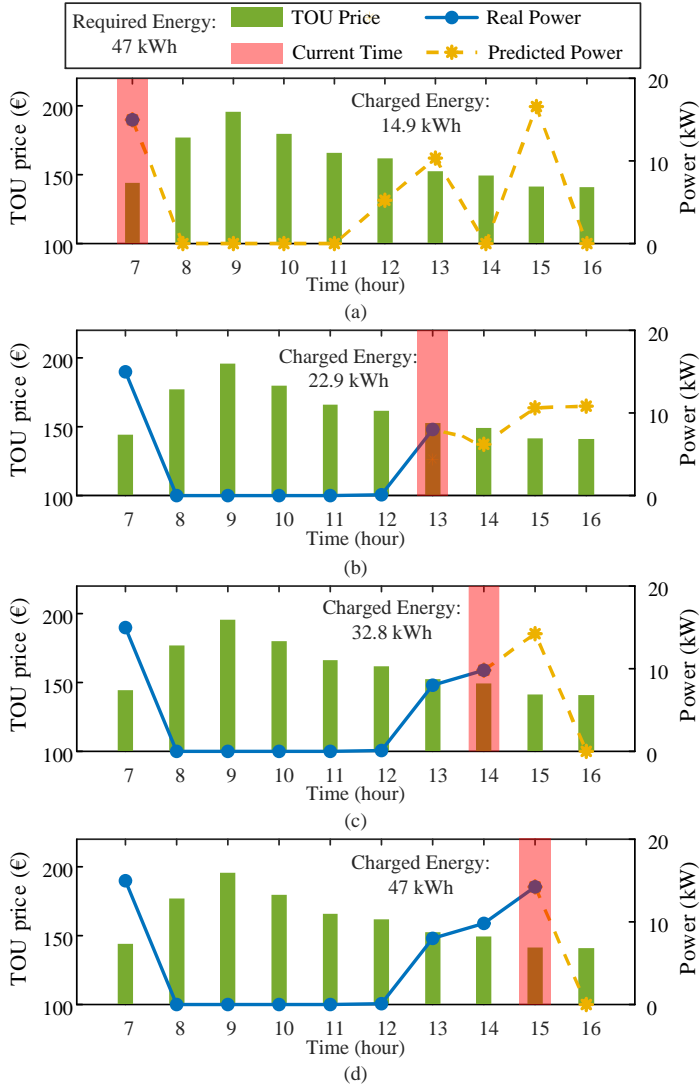 Required Energy:
47 kWh
TOU Price
Real Power
Current Time
Predicted Power
TOU price (€)
200
150
100
Charged Energy:
14.9 kWh
20
10
0
Power (kW)
7 8 9 10 11 12 13 14 15 16
Time (hour)
(a)
TOU price (€)
200
150
100
Charged Energy:
22.9 kWh
20
10
0
Power (kW)
7 8 9 10 11 12 13 14 15 16
Time (hour)
(b)
TOU price (€)
200
150
100
Charged Energy:
32.8 kWh
20
10
0
Power (kW)
7 8 9 10 11 12 13 14 15 16
Time (hour)
(c)
TOU price (€)
200
150
100
Charged Energy:
47 kWh
20
10
0
Power (kW)
7 8 9 10 11 12 13 14 15 16
Time (hour)
(d)